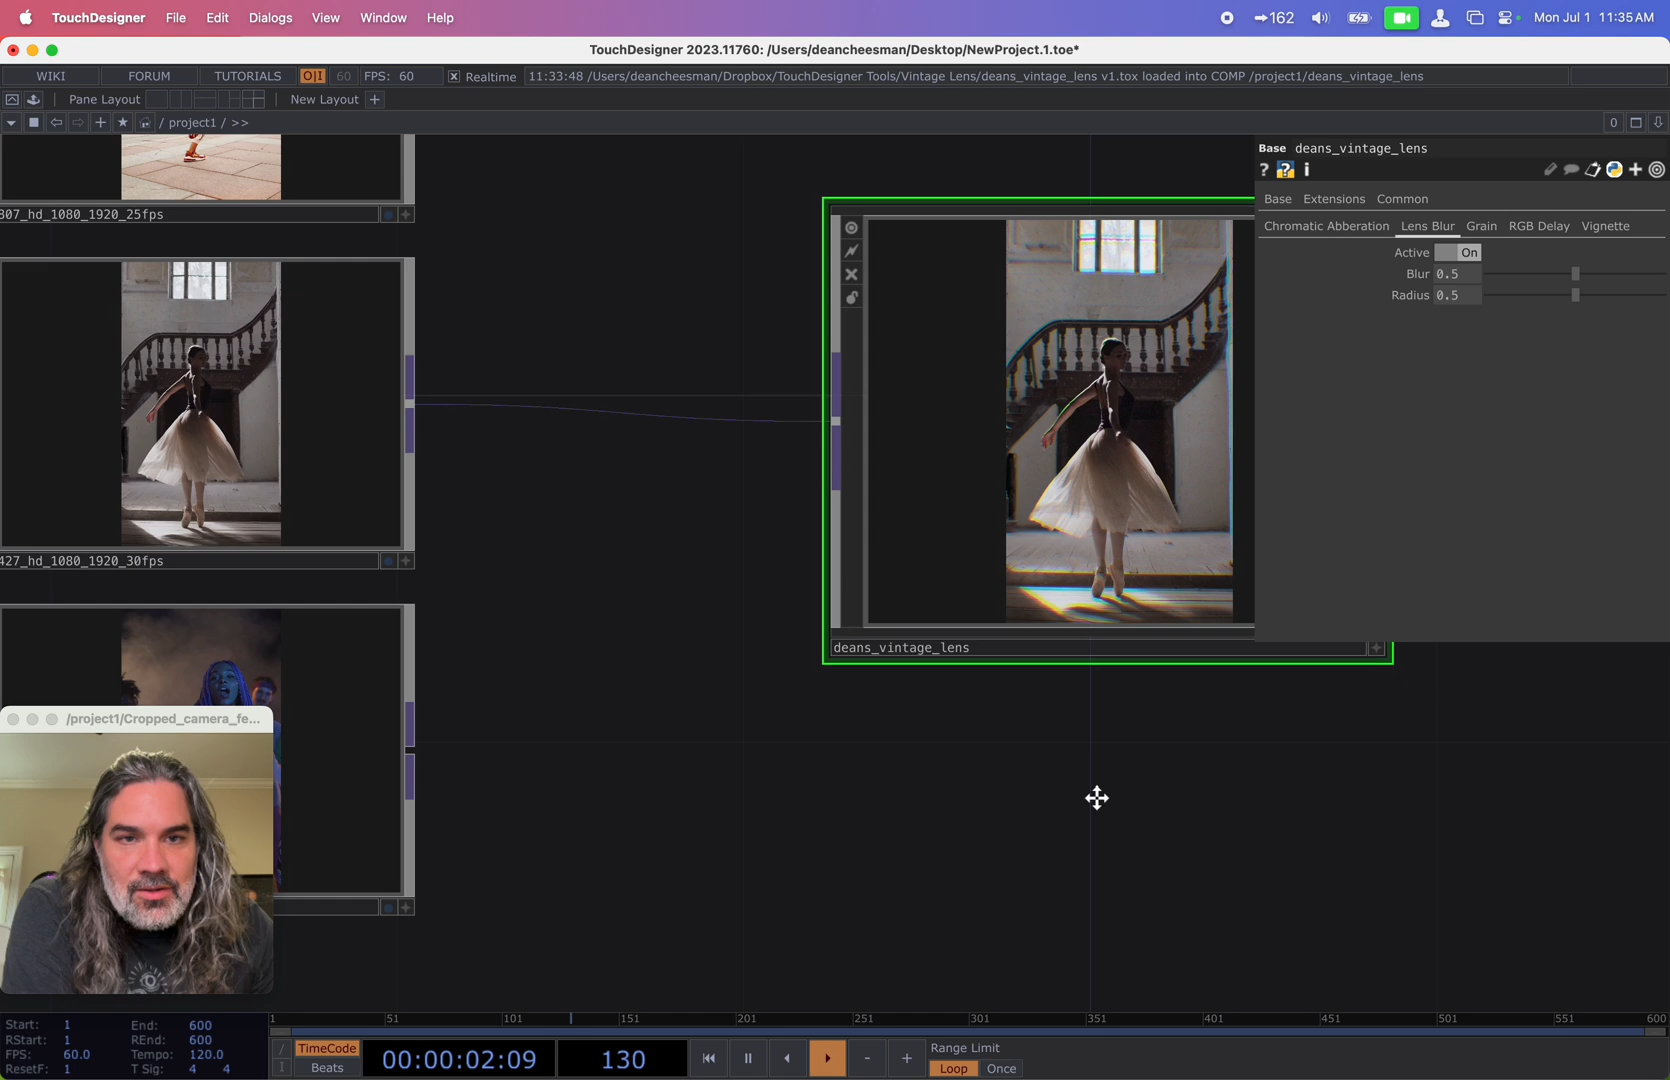 TouchDesigner File Edit Dialogs View Window Help
162 Mon Jul 1 11:35 AM
TouchDesigner 2023.11760: /Users/deancheesman/Desktop/NewProject.1.toe*
WIKI FORUM TUTORIALS O|I 60 FPS: 60 Realtime 11:33:48 /Users/deancheesman/Dropbox/TouchDesigner Tools/Vintage Lens/deans_vintage_lens v1.tox loaded into COMP /project1/deans_vintage_lens
Pane Layout New Layout +
/ project1 / >> 0
Base deans_vintage_lens
? ? i
Base Extensions Common
Chromatic Abberation Lens Blur Grain RGB Delay Vignette
Active On
Blur 0.5
Radius 0.5
807_hd_1080_1920_25fps
427_hd_1080_1920_30fps
deans_vintage_lens
/project1/Cropped_camera_fe...
1 51 101 151 201 251 301 351 401 451 501 551 600
Start: 1 End: 600
RStart: 1 REnd: 600
FPS: 60.0 Tempo: 120.0
ResetF: 1 T Sig: 4 4
/ TimeCode
I Beats
00:00:02:09 130 - +
Range Limit
Loop Once